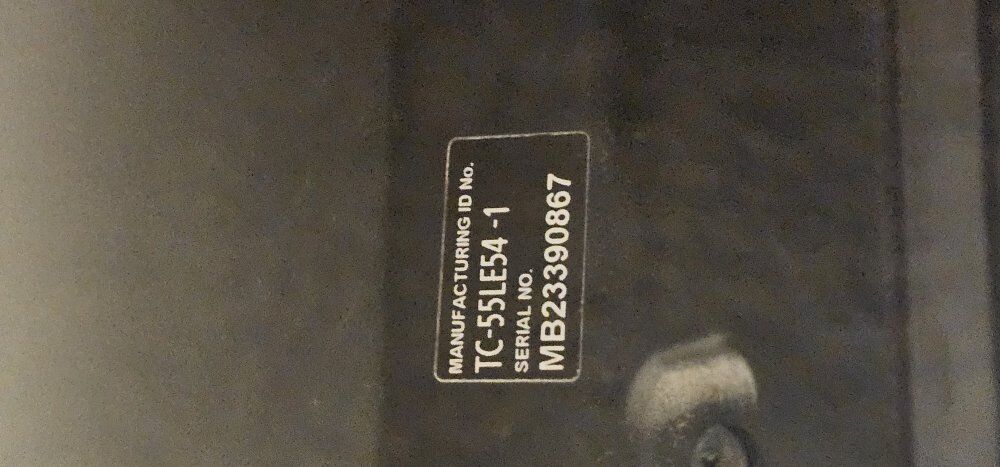 MANUFACTURING ID No.
TC-55LE54 -1
SERIAL NO.
MB23390867